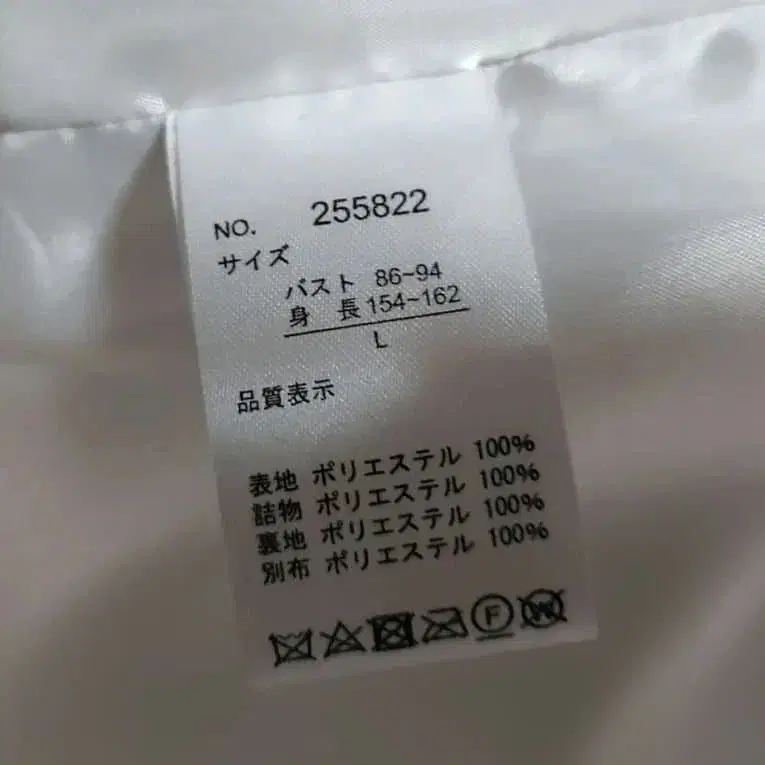 NO. 255822
サイズ
バスト 86~94
身 長 154~162
L
品質表示
表地 ポリエステル 100%
詰物 ポリエステル 100%
裏地 ポリエステル 100%
別布 ポリエステル 100%
F W